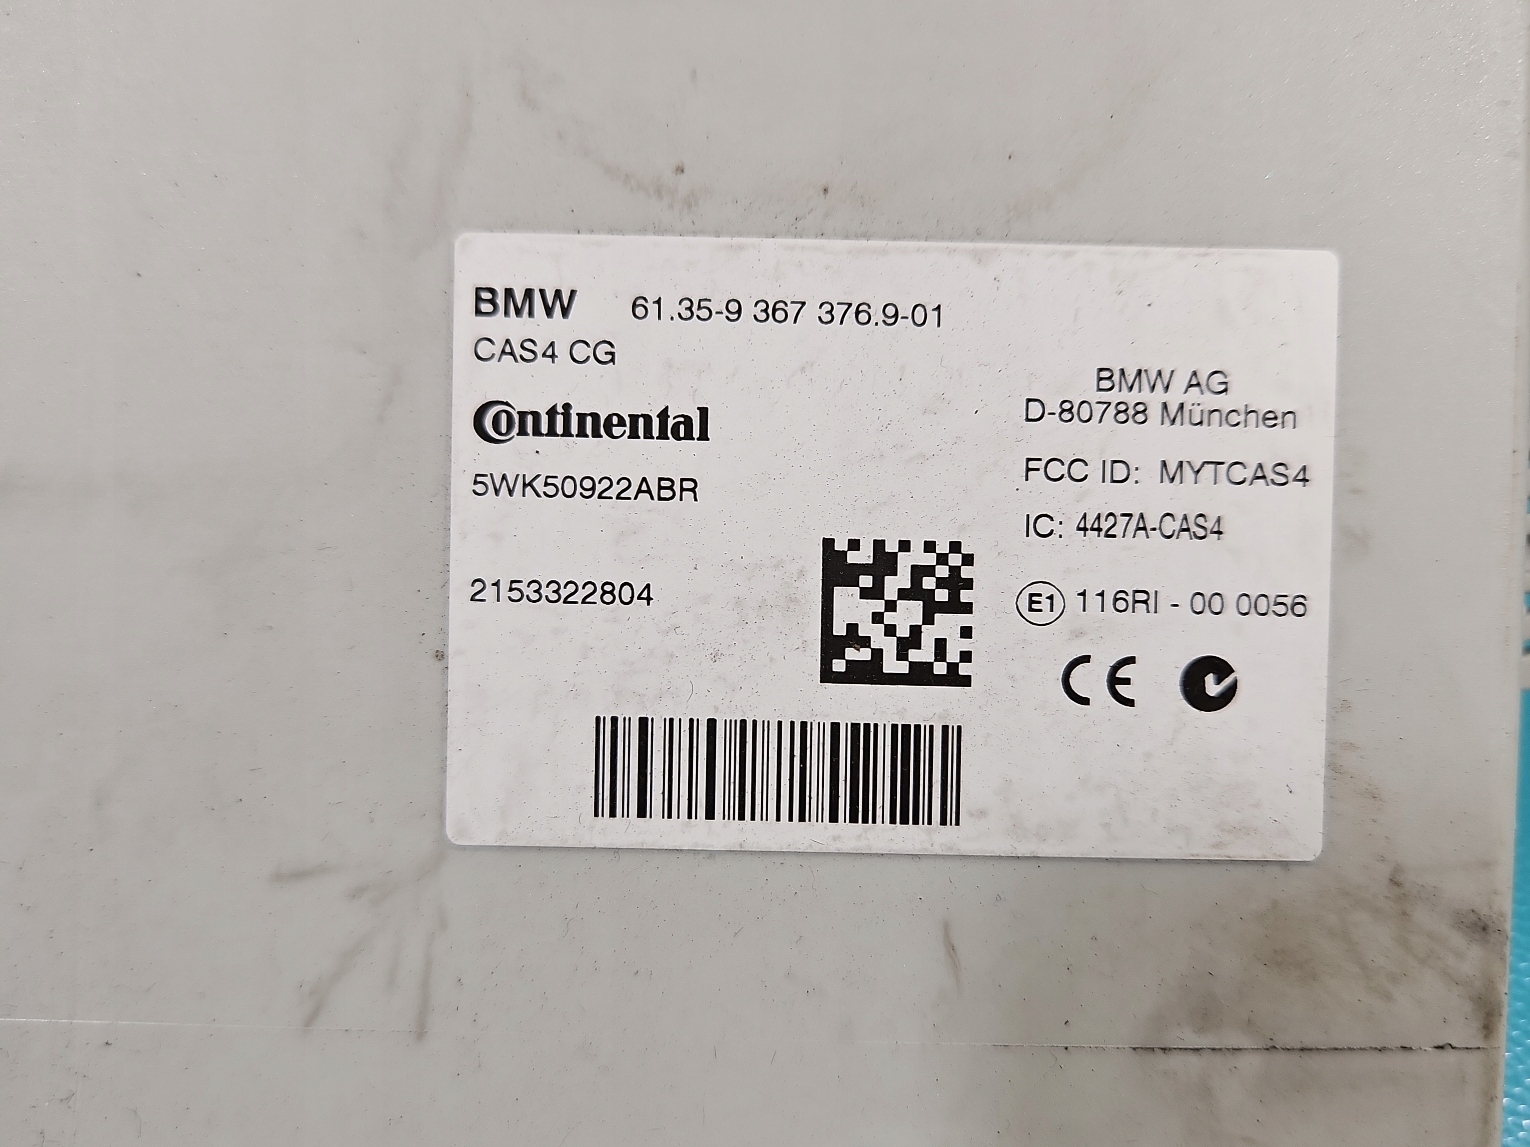 BMW 61.35-9 367 376.9-01
CAS4 CG
Continental
5WK50922ABR
2153322804
BMW AG
D-80788 München
FCC ID: MYTCAS4
IC: 4427A-CAS4
E1 116RI - 00 0056
CE